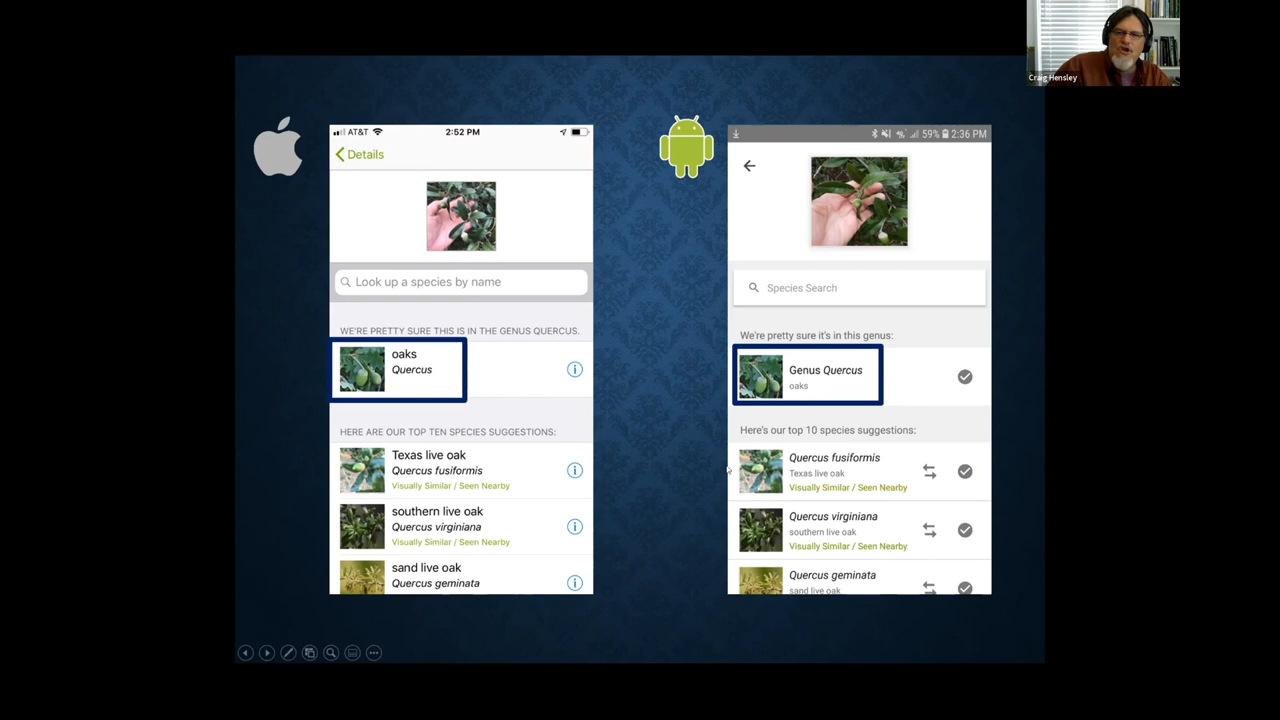 Craig Hensley
AT&T 2:52 PM
Details
Look up a species by name
WE'RE PRETTY SURE THIS IS IN THE GENUS QUERCUS.
oaks
Quercus
HERE ARE OUR TOP TEN SPECIES SUGGESTIONS:
Texas live oak
Quercus fusiformis
Visually Similar / Seen Nearby
southern live oak
Quercus virginiana
Visually Similar / Seen Nearby
sand live oak
Quercus geminata
59% 2:36 PM
Species Search
We're pretty sure it's in this genus:
Genus Quercus
oaks
Here's our top 10 species suggestions:
Quercus fusiformis
Texas live oak
Visually Similar / Seen Nearby
Quercus virginiana
southern live oak
Visually Similar / Seen Nearby
Quercus geminata
sand live oak